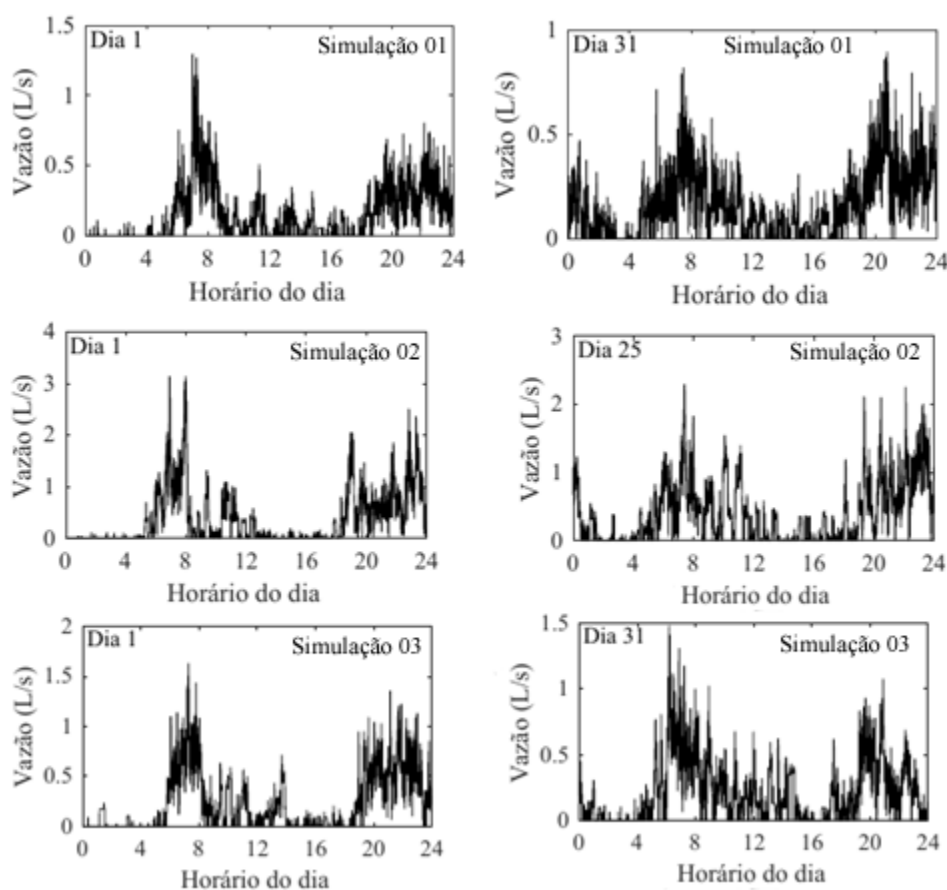 1.5
Dia 1
Simulação 01
1
0.5
0
Vazão (L/s)
0 4 8 12 16 20 24
Horário do dia
1
Dia 31
Simulação 01
0.5
0
Vazão (L/s)
0 4 8 12 16 20 24
Horário do dia
4
Dia 1
Simulação 02
3
2
1
0
Vazão (L/s)
0 4 8 12 16 20 24
Horário do dia
3
Dia 25
Simulação 02
2
1
0
Vazão (L/s)
0 4 8 12 16 20 24
Horário do dia
2
Dia 1
Simulação 03
1.5
1
0.5
0
Vazão (L/s)
0 4 8 12 16 20 24
Horário do dia
1.5
Dia 31
Simulação 03
1
0.5
0
Vazão (L/s)
0 4 8 12 16 20 24
Horário do dia